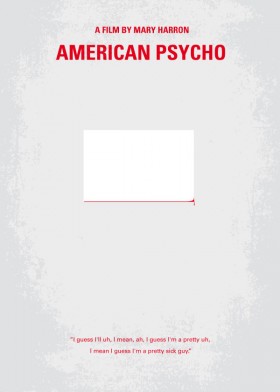 A FILM BY MARY HARRON
AMERICAN PSYCHO
"I guess I'll uh, I mean, ah, I guess I'm a pretty uh,
I mean I guess I'm a pretty sick guy."